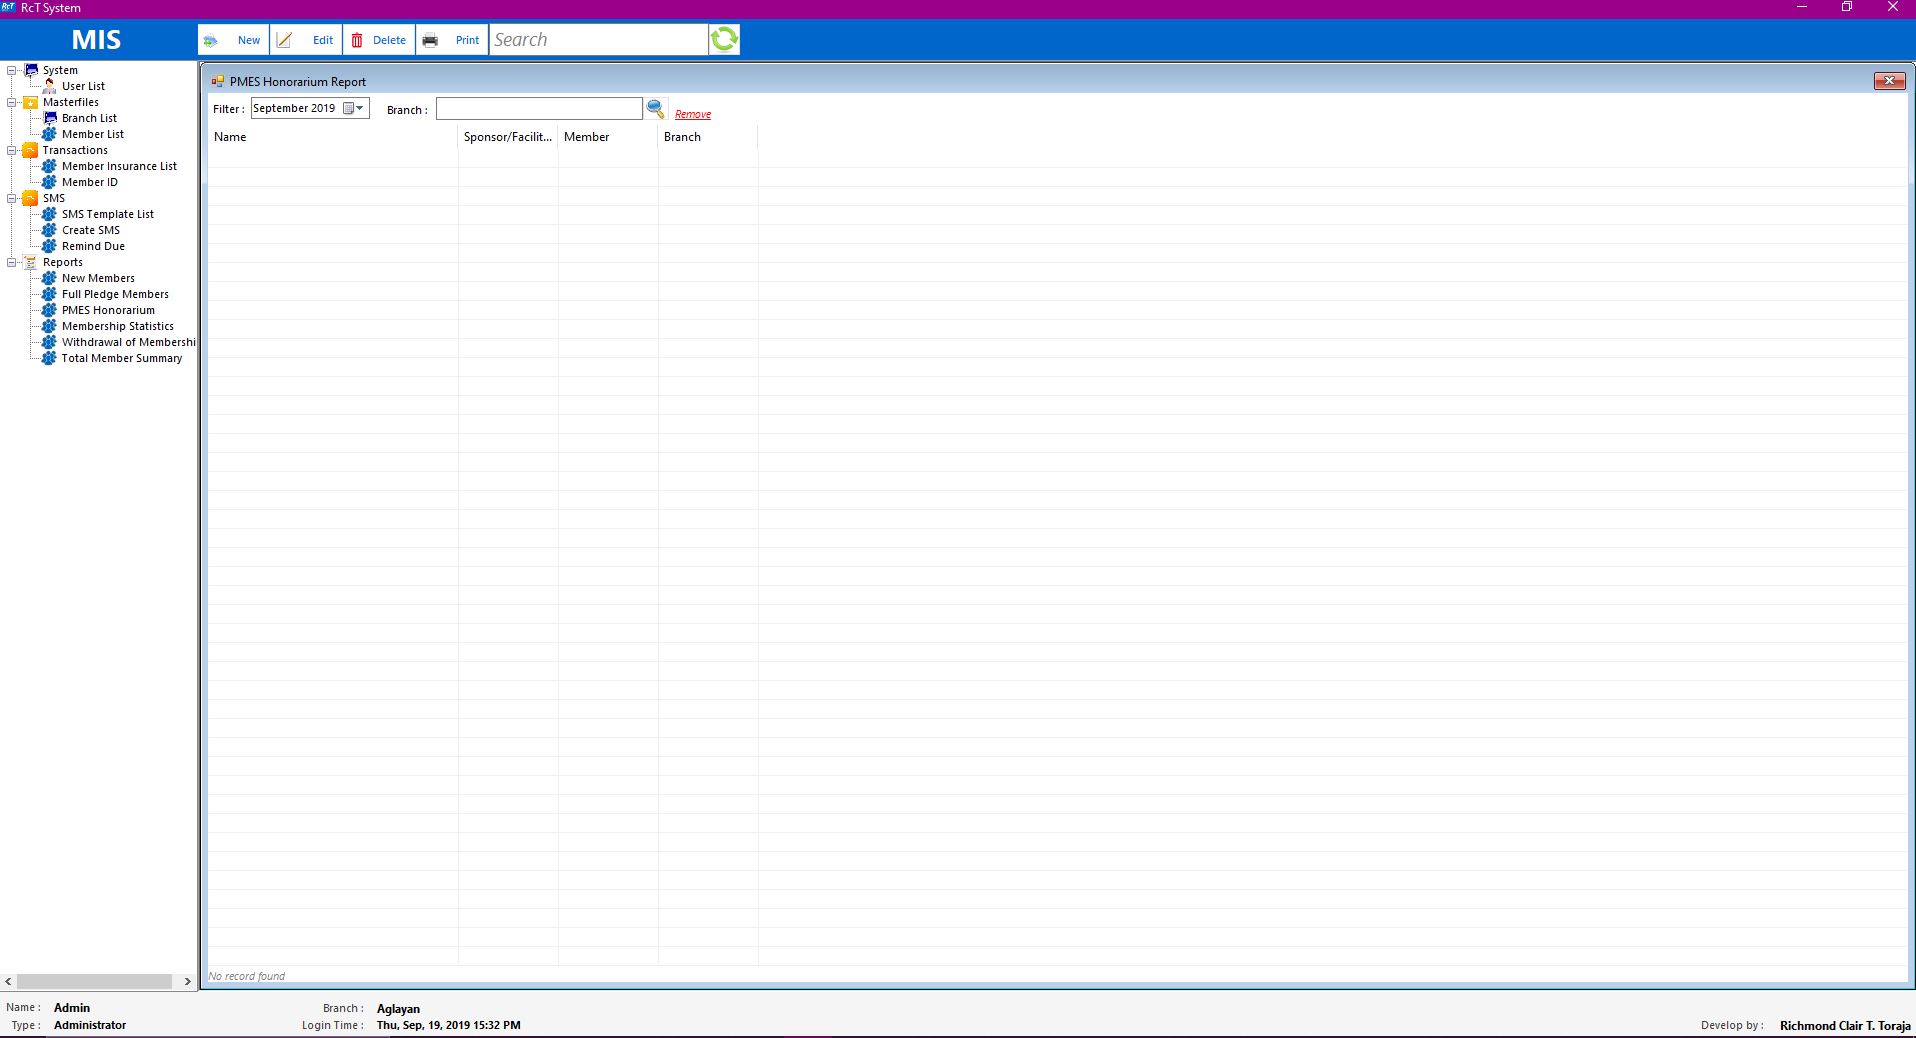 RcT RcT System
MIS
New Edit Delete Print Search
System
User List
Masterfiles
Branch List
Member List
Transactions
Member Insurance List
Member ID
SMS
SMS Template List
Create SMS
Remind Due
Reports
New Members
Full Pledge Members
PMES Honorarium
Membership Statistics
Withdrawal of Membershi
Total Member Summary
PMES Honorarium Report
Filter : September 2019 Branch : Remove
Name Sponsor/Facilit... Member Branch
No record found
Name : Admin Branch : Aglayan
Type : Administrator Login Time : Thu, Sep, 19, 2019 15:32 PM Develop by : Richmond Clair T. Toraja